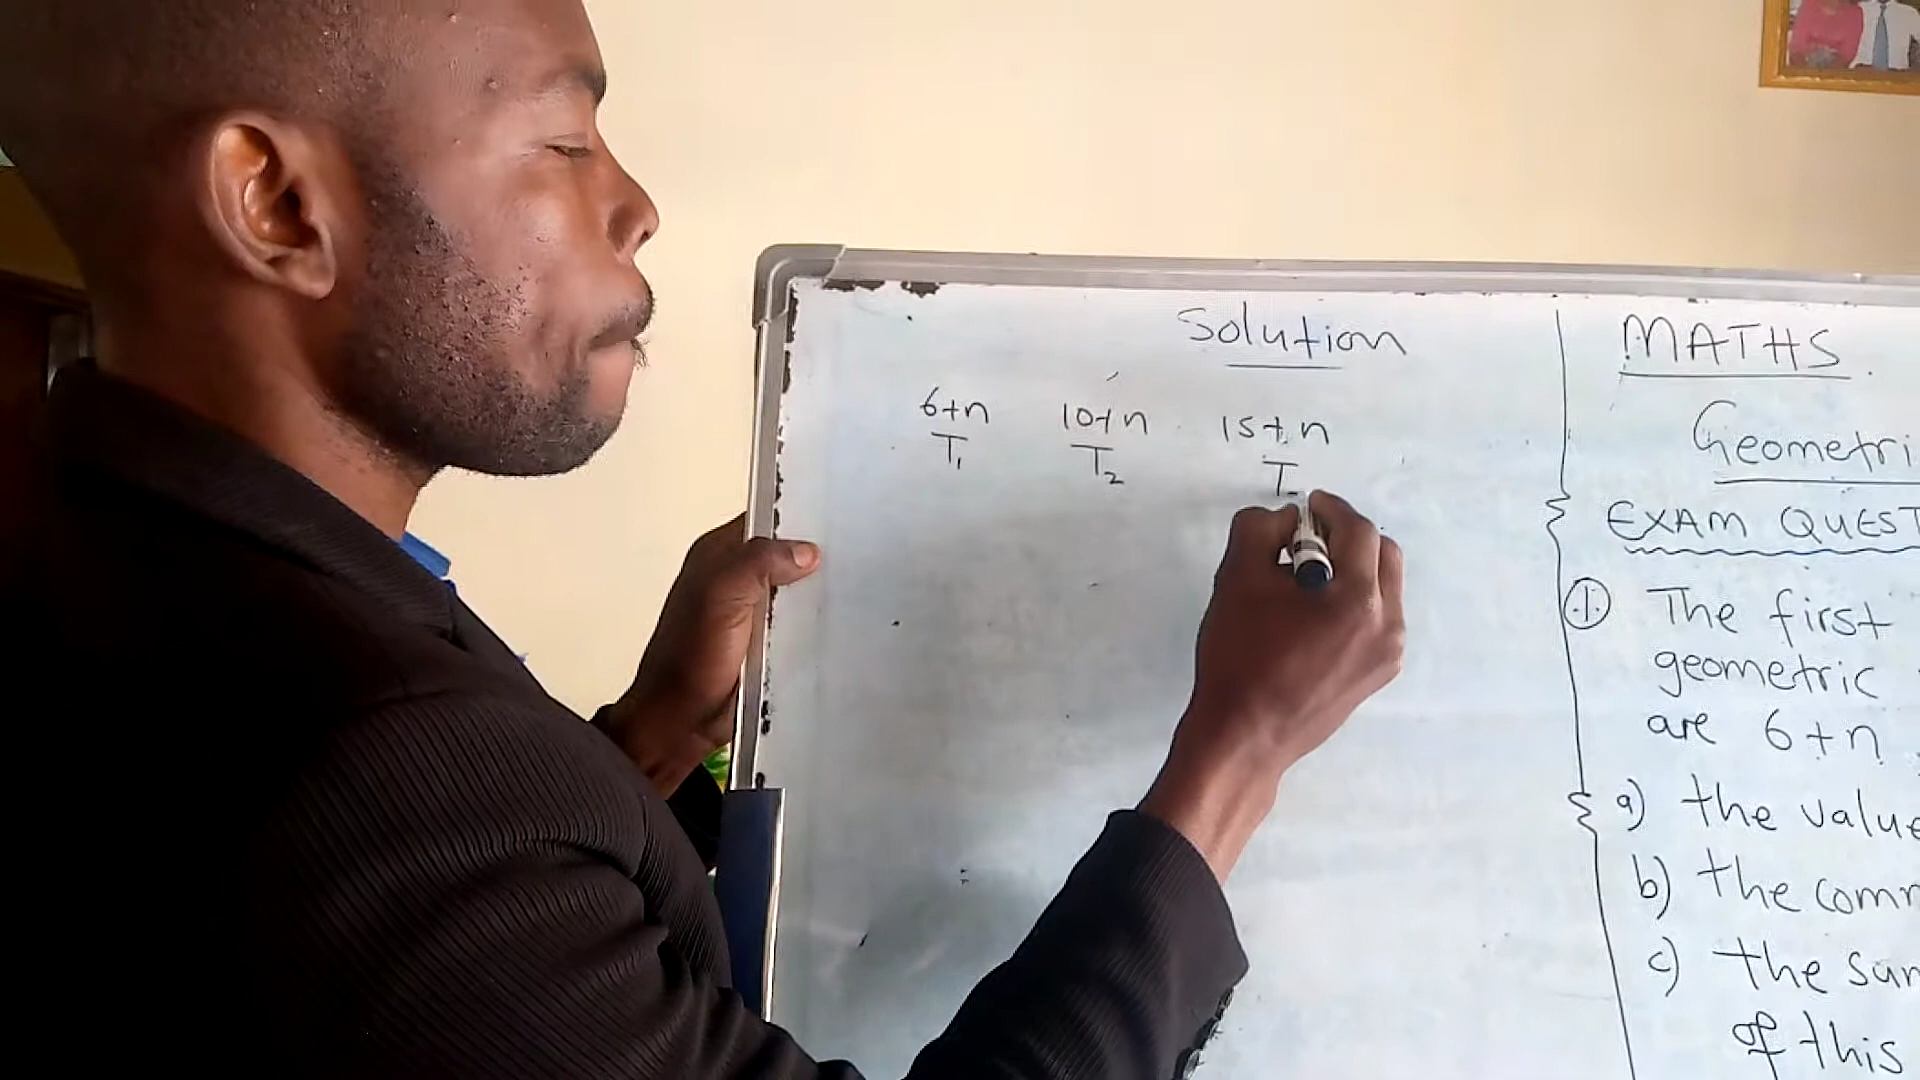 Solution
6+n 10+n 15+n
T1 T2 T
MATHS
Geometri
EXAM QUEST
1 The first
geometric
are 6+n
a) the value
b) the com
c) the sum
of this